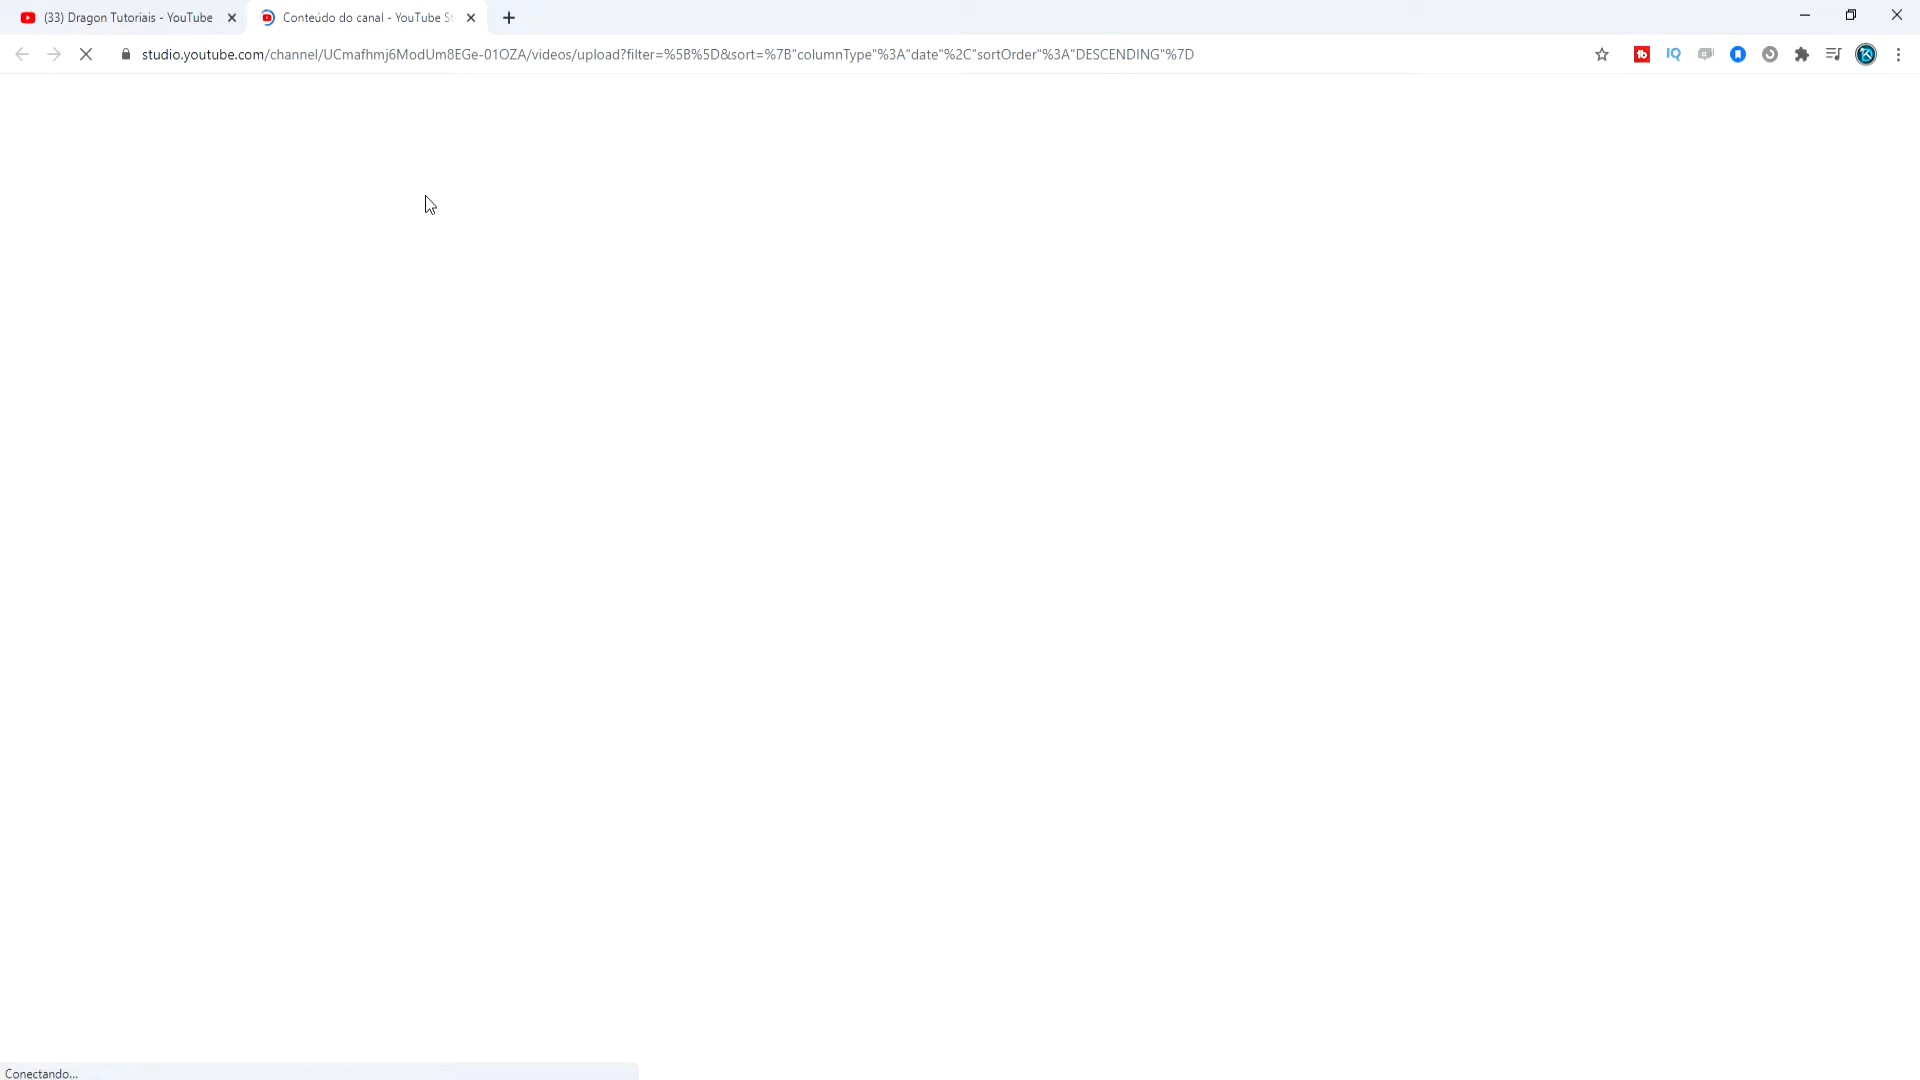 (33) Dragon Tutoriais - YouTube
Conteúdo do canal - YouTube St
studio.youtube.com/channel/UCmafhmj6ModUm8EGe-01OZA/videos/upload?filter=%5B%5D&sort=%7B"columnType"%3A"date"%2C"sortOrder"%3A"DESCENDING"%7D
tb
IQ
Conectando...